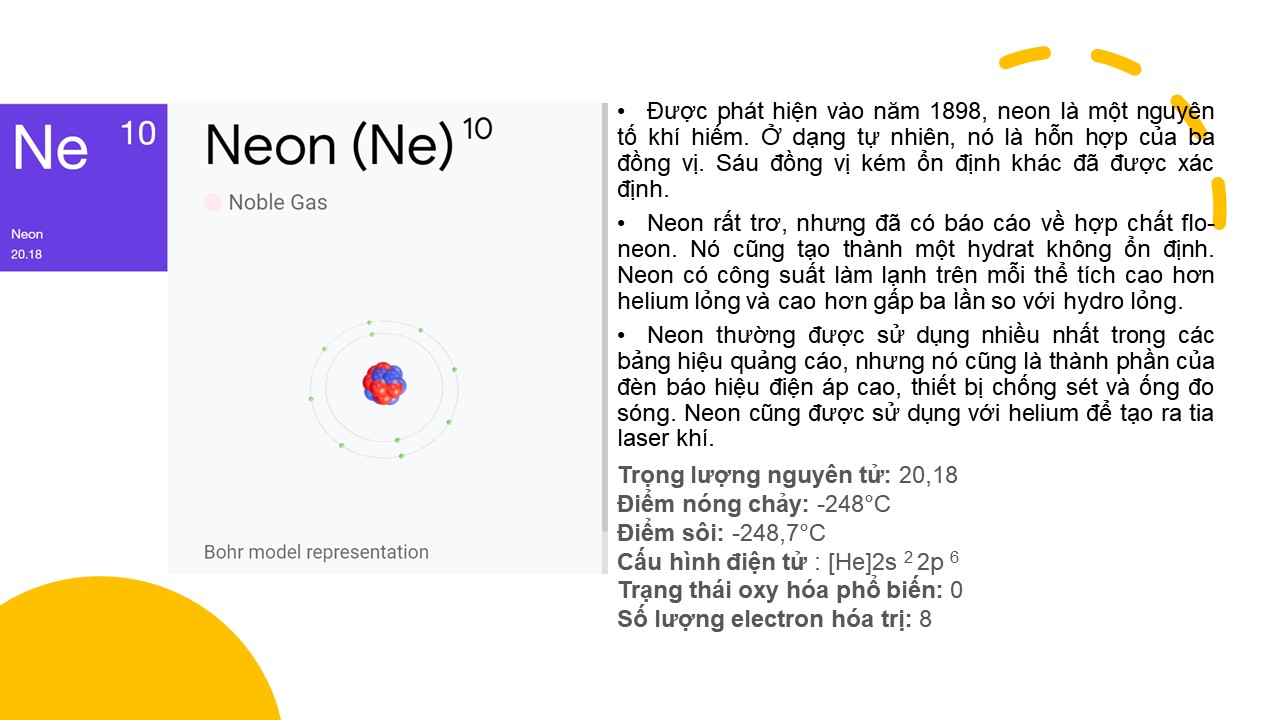 Ne 10
Neon
20.18
Neon (Ne) 10
Noble Gas
Bohr model representation
• Được phát hiện vào năm 1898, neon là một nguyên
tố khí hiếm. Ở dạng tự nhiên, nó là hỗn hợp của ba
đồng vị. Sáu đồng vị kém ổn định khác đã được xác
định.
• Neon rất trơ, nhưng đã có báo cáo về hợp chất flo-
neon. Nó cũng tạo thành một hydrat không ổn định.
Neon có công suất làm lạnh trên mỗi thể tích cao hơn
helium lỏng và cao hơn gấp ba lần so với hydro lỏng.
• Neon thường được sử dụng nhiều nhất trong các
bảng hiệu quảng cáo, nhưng nó cũng là thành phần của
đèn báo hiệu điện áp cao, thiết bị chống sét và ống đo
sóng. Neon cũng được sử dụng với helium để tạo ra tia
laser khí.
Trọng lượng nguyên tử: 20,18
Điểm nóng chảy: -248°C
Điểm sôi: -248,7°C
Cấu hình điện tử : [He]2s ² 2p ⁶
Trạng thái oxy hóa phổ biến: 0
Số lượng electron hóa trị: 8